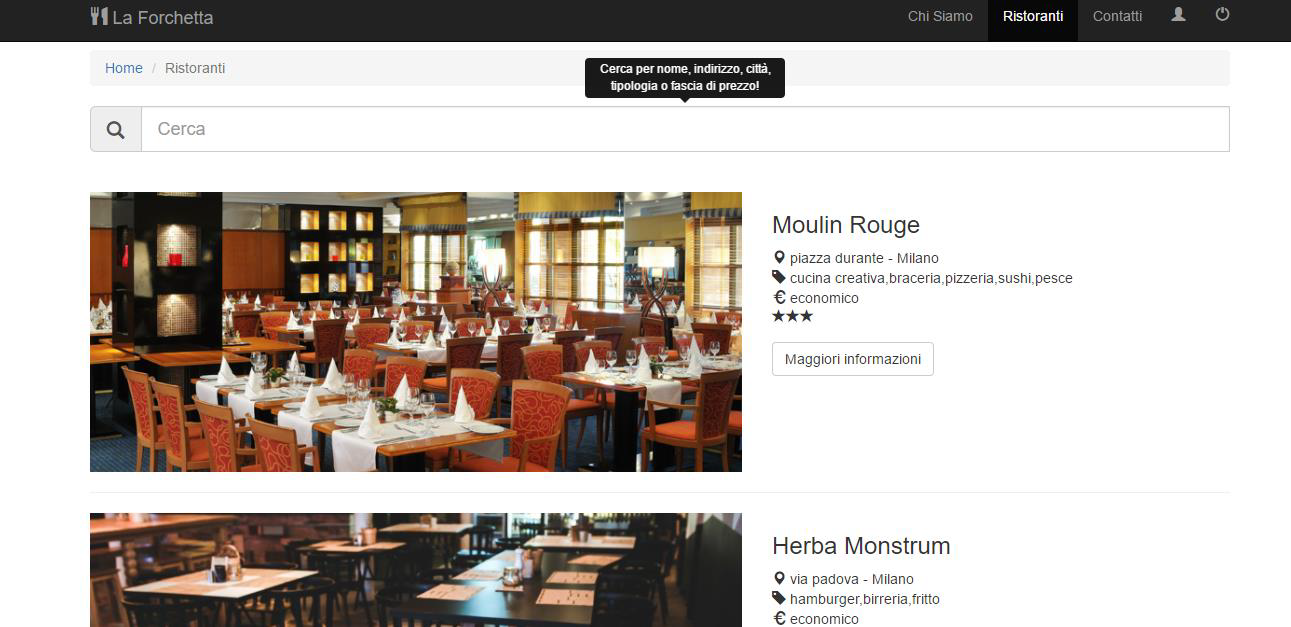 La Forchetta
Chi Siamo
Ristoranti
Contatti
Home / Ristoranti
Cerca per nome, indirizzo, città,
tipologia o fascia di prezzo!
Cerca
Moulin Rouge
piazza durante - Milano
cucina creativa,braceria,pizzeria,sushi,pesce
€ economico
★★★
Maggiori informazioni
Herba Monstrum
via padova - Milano
hamburger,birreria,fritto
€ economico